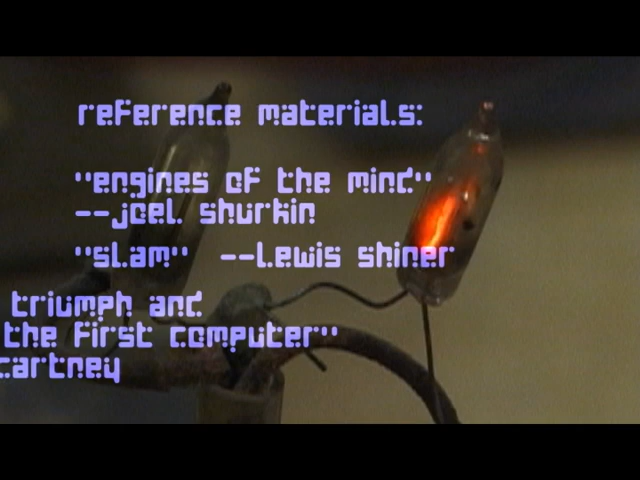 reference materials:
"engines of the mind"
--joel shurkin
"slam" --lewis shiner
triumph and
the first computer"
cartney